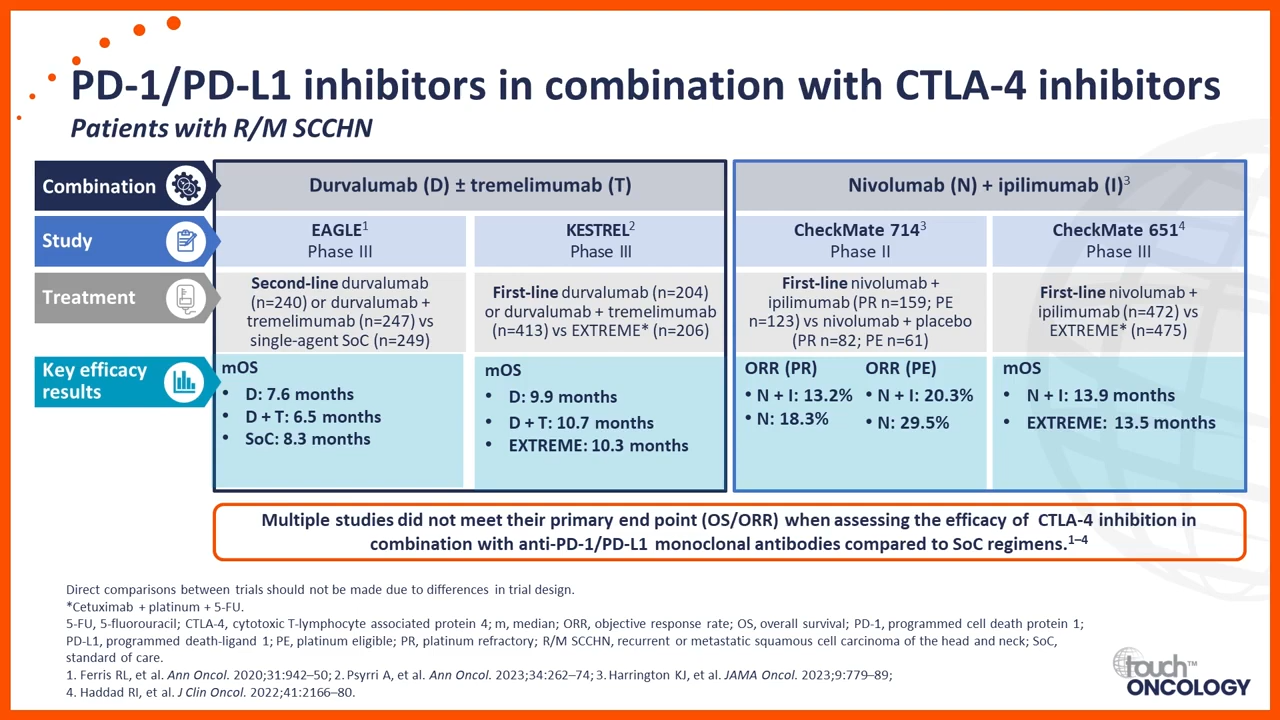 PD-1/PD-L1 inhibitors in combination with CTLA-4 inhibitors
Patients with R/M SCCHN
Combination
Durvalumab (D) ± tremelimumab (T)
Nivolumab (N) + ipilimumab (I)3
Study
EAGLE1
Phase III
KESTREL2
Phase III
CheckMate 7143
Phase II
CheckMate 6514
Phase III
Treatment
Second-line durvalumab
(n=240) or durvalumab +
tremelimumab (n=247) vs
single-agent SoC (n=249)
First-line durvalumab (n=204)
or durvalumab + tremelimumab
(n=413) vs EXTREME* (n=206)
First-line nivolumab +
ipilimumab (PR n=159; PE
n=123) vs nivolumab + placebo
(PR n=82; PE n=61)
First-line nivolumab +
ipilimumab (n=472) vs
EXTREME* (n=475)
Key efficacy
results
mOS
• D: 7.6 months
• D + T: 6.5 months
• SoC: 8.3 months
mOS
• D: 9.9 months
• D + T: 10.7 months
• EXTREME: 10.3 months
ORR (PR)
• N + I: 13.2%
• N: 18.3%
ORR (PE)
• N + I: 20.3%
• N: 29.5%
mOS
• N + I: 13.9 months
• EXTREME: 13.5 months
Multiple studies did not meet their primary end point (OS/ORR) when assessing the efficacy of CTLA-4 inhibition in
combination with anti-PD-1/PD-L1 monoclonal antibodies compared to SoC regimens.1–4
Direct comparisons between trials should not be made due to differences in trial design.
*Cetuximab + platinum + 5-FU.
5-FU, 5-fluorouracil; CTLA-4, cytotoxic T-lymphocyte associated protein 4; m, median; ORR, objective response rate; OS, overall survival; PD-1, programmed cell death protein 1;
PD-L1, programmed death-ligand 1; PE, platinum eligible; PR, platinum refractory; R/M SCCHN, recurrent or metastatic squamous cell carcinoma of the head and neck; SoC,
standard of care.
1. Ferris RL, et al. Ann Oncol. 2020;31:942–50; 2. Psyrri A, et al. Ann Oncol. 2023;34:262–74; 3. Harrington KJ, et al. JAMA Oncol. 2023;9:779–89;
4. Haddad RI, et al. J Clin Oncol. 2022;41:2166–80.
touch™
ONCOLOGY